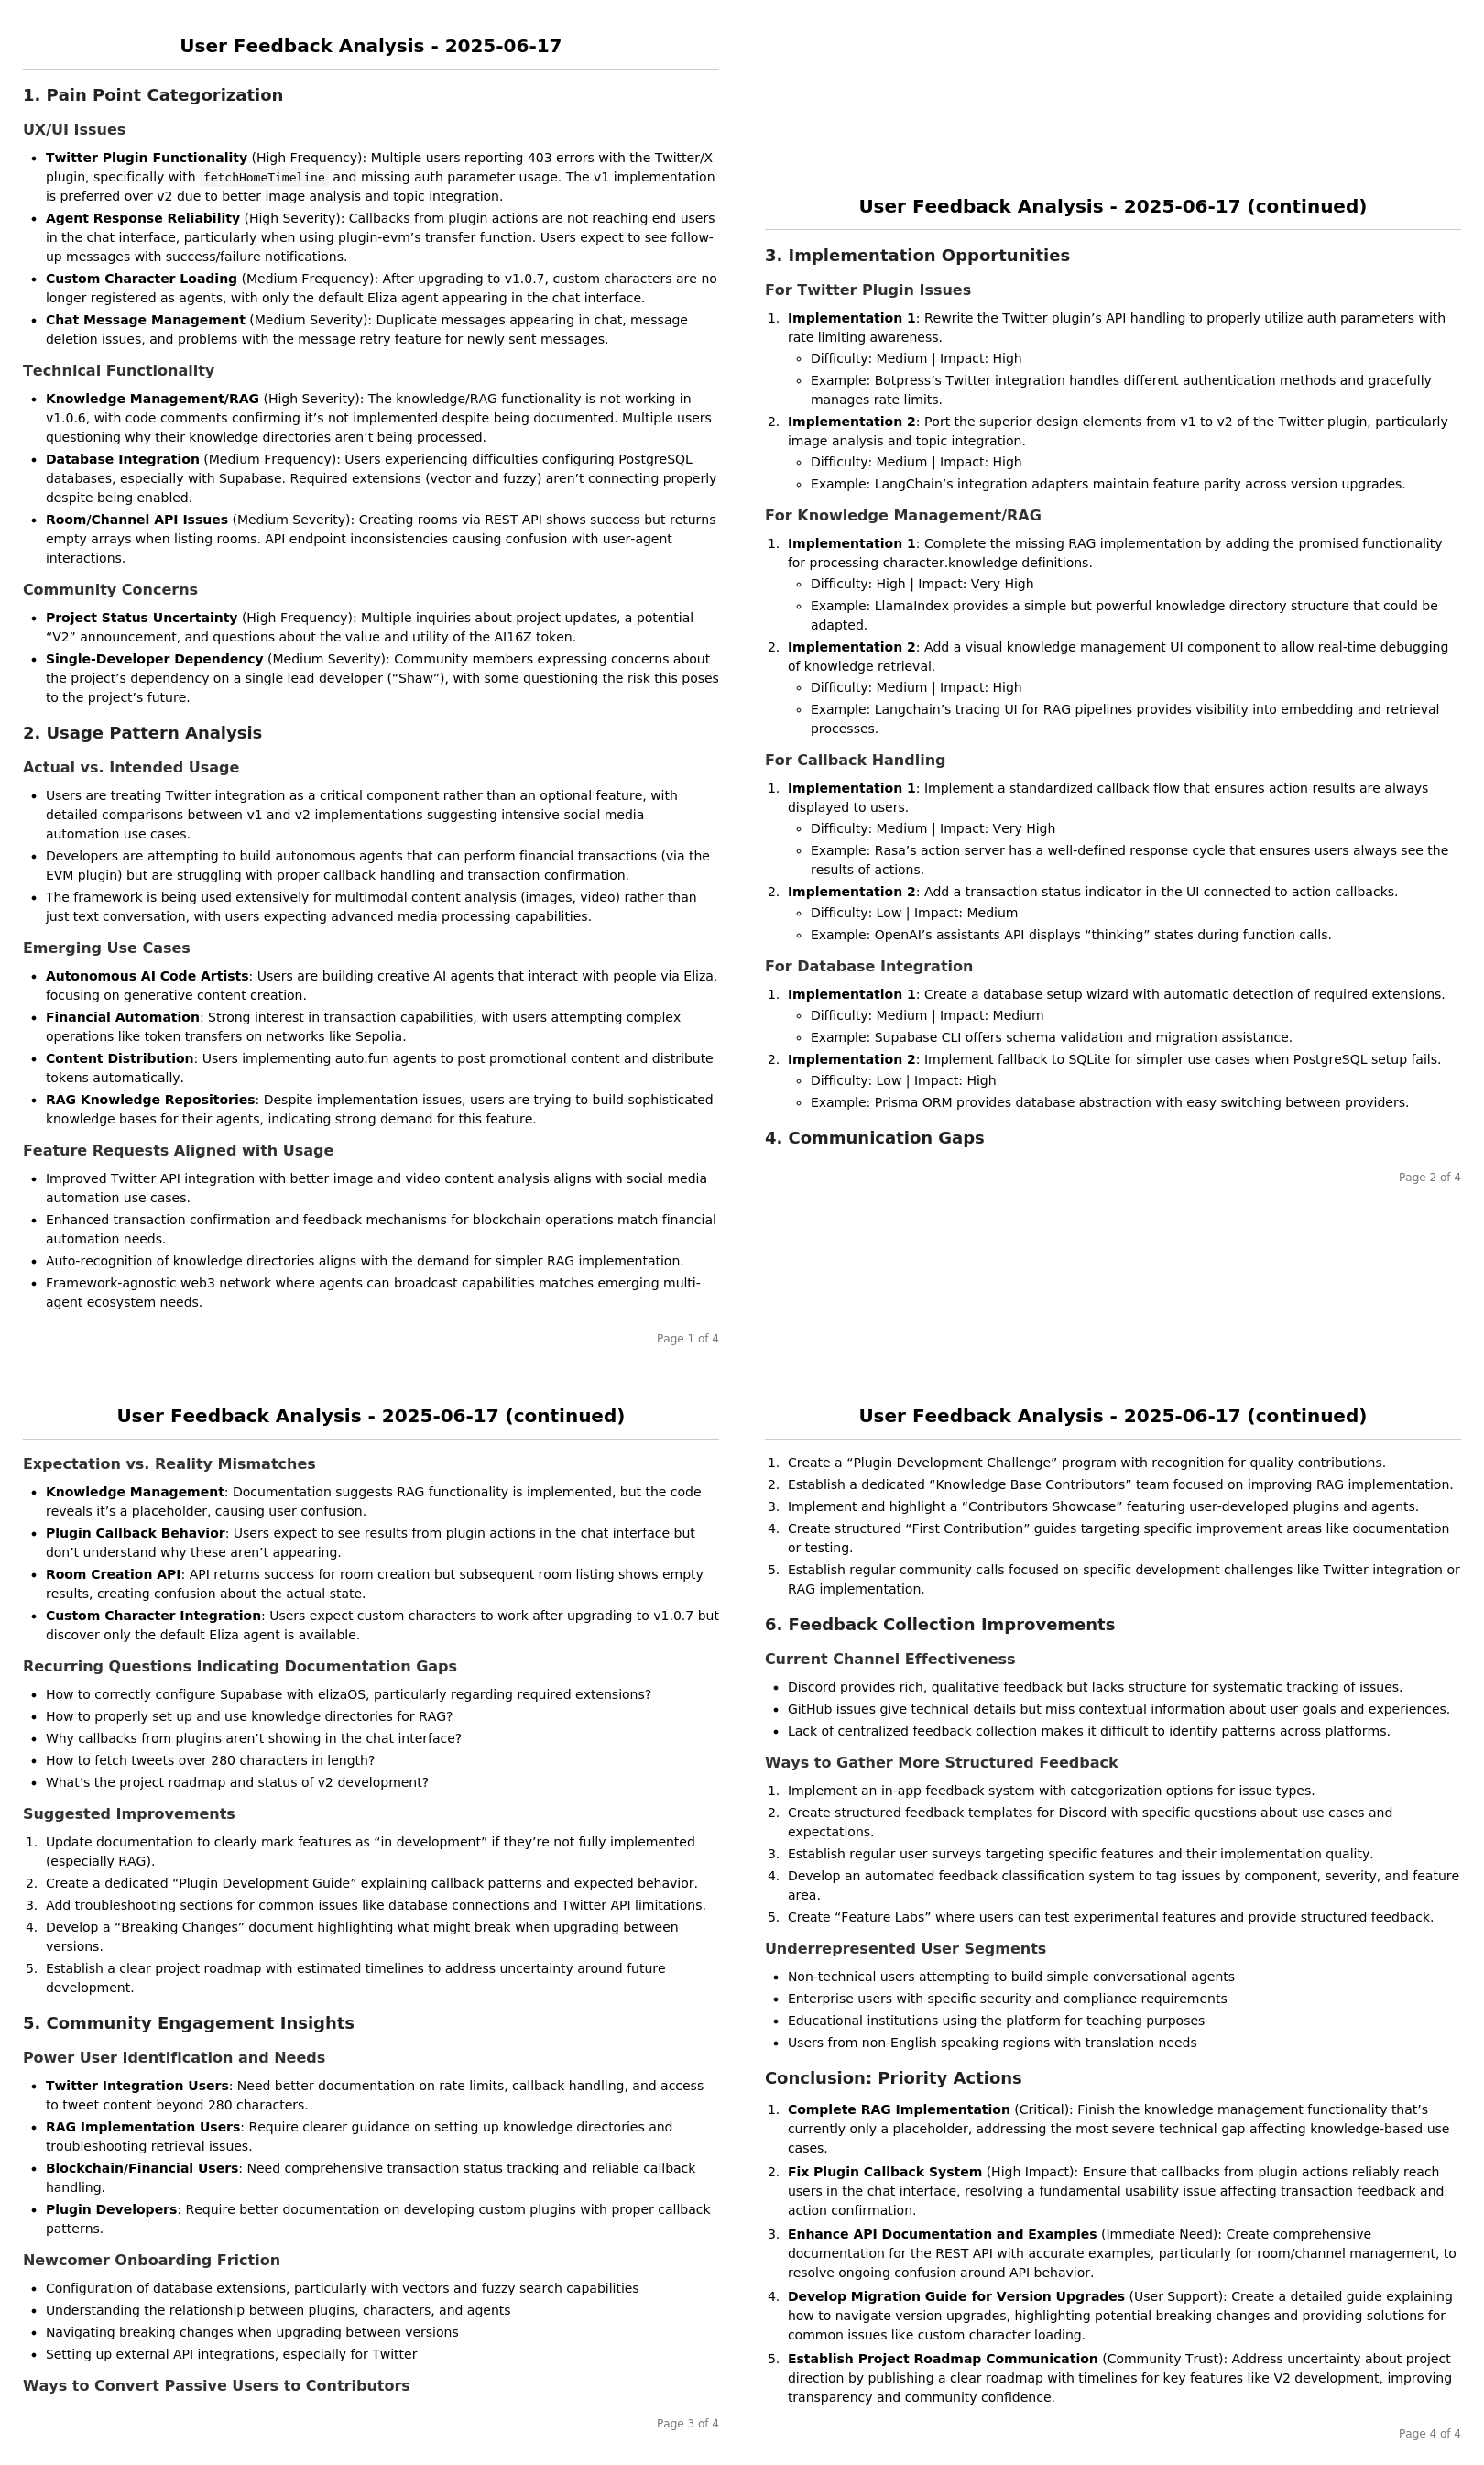 User Feedback Analysis - 2025-06-17
1. Pain Point Categorization
UX/UI Issues
• Twitter Plugin Functionality (High Frequency): Multiple users reporting 403 errors with the Twitter/X
plugin, specifically with fetchHomeTimeline and missing auth parameter usage. The v1 implementation
is preferred over v2 due to better image analysis and topic integration.
• Agent Response Reliability (High Severity): Callbacks from plugin actions are not reaching end users
in the chat interface, particularly when using plugin-evm’s transfer function. Users expect to see follow-
up messages with success/failure notifications.
• Custom Character Loading (Medium Frequency): After upgrading to v1.0.7, custom characters are no
longer registered as agents, with only the default Eliza agent appearing in the chat interface.
• Chat Message Management (Medium Severity): Duplicate messages appearing in chat, message
deletion issues, and problems with the message retry feature for newly sent messages.
Technical Functionality
• Knowledge Management/RAG (High Severity): The knowledge/RAG functionality is not working in
v1.0.6, with code comments confirming it’s not implemented despite being documented. Multiple users
questioning why their knowledge directories aren’t being processed.
• Database Integration (Medium Frequency): Users experiencing difficulties configuring PostgreSQL
databases, especially with Supabase. Required extensions (vector and fuzzy) aren’t connecting properly
despite being enabled.
• Room/Channel API Issues (Medium Severity): Creating rooms via REST API shows success but returns
empty arrays when listing rooms. API endpoint inconsistencies causing confusion with user-agent
interactions.
Community Concerns
• Project Status Uncertainty (High Frequency): Multiple inquiries about project updates, a potential
“V2” announcement, and questions about the value and utility of the AI16Z token.
• Single-Developer Dependency (Medium Severity): Community members expressing concerns about
the project’s dependency on a single lead developer (“Shaw”), with some questioning the risk this poses
to the project’s future.
2. Usage Pattern Analysis
Actual vs. Intended Usage
• Users are treating Twitter integration as a critical component rather than an optional feature, with
detailed comparisons between v1 and v2 implementations suggesting intensive social media
automation use cases.
• Developers are attempting to build autonomous agents that can perform financial transactions (via the
EVM plugin) but are struggling with proper callback handling and transaction confirmation.
• The framework is being used extensively for multimodal content analysis (images, video) rather than
just text conversation, with users expecting advanced media processing capabilities.
Emerging Use Cases
• Autonomous AI Code Artists: Users are building creative AI agents that interact with people via Eliza,
focusing on generative content creation.
• Financial Automation: Strong interest in transaction capabilities, with users attempting complex
operations like token transfers on networks like Sepolia.
• Content Distribution: Users implementing auto.fun agents to post promotional content and distribute
tokens automatically.
• RAG Knowledge Repositories: Despite implementation issues, users are trying to build sophisticated
knowledge bases for their agents, indicating strong demand for this feature.
Feature Requests Aligned with Usage
• Improved Twitter API integration with better image and video content analysis aligns with social media
automation use cases.
• Enhanced transaction confirmation and feedback mechanisms for blockchain operations match financial
automation needs.
• Auto-recognition of knowledge directories aligns with the demand for simpler RAG implementation.
• Framework-agnostic web3 network where agents can broadcast capabilities matches emerging multi-
agent ecosystem needs.
Page 1 of 4
User Feedback Analysis - 2025-06-17 (continued)
3. Implementation Opportunities
For Twitter Plugin Issues
1. Implementation 1: Rewrite the Twitter plugin’s API handling to properly utilize auth parameters with
rate limiting awareness.
◦ Difficulty: Medium | Impact: High
◦ Example: Botpress’s Twitter integration handles different authentication methods and gracefully
manages rate limits.
2. Implementation 2: Port the superior design elements from v1 to v2 of the Twitter plugin, particularly
image analysis and topic integration.
◦ Difficulty: Medium | Impact: High
◦ Example: LangChain’s integration adapters maintain feature parity across version upgrades.
For Knowledge Management/RAG
1. Implementation 1: Complete the missing RAG implementation by adding the promised functionality
for processing character.knowledge definitions.
◦ Difficulty: High | Impact: Very High
◦ Example: LlamaIndex provides a simple but powerful knowledge directory structure that could be
adapted.
2. Implementation 2: Add a visual knowledge management UI component to allow real-time debugging
of knowledge retrieval.
◦ Difficulty: Medium | Impact: High
◦ Example: Langchain’s tracing UI for RAG pipelines provides visibility into embedding and retrieval
processes.
For Callback Handling
1. Implementation 1: Implement a standardized callback flow that ensures action results are always
displayed to users.
◦ Difficulty: Medium | Impact: Very High
◦ Example: Rasa’s action server has a well-defined response cycle that ensures users always see the
results of actions.
2. Implementation 2: Add a transaction status indicator in the UI connected to action callbacks.
◦ Difficulty: Low | Impact: Medium
◦ Example: OpenAI’s assistants API displays “thinking” states during function calls.
For Database Integration
1. Implementation 1: Create a database setup wizard with automatic detection of required extensions.
◦ Difficulty: Medium | Impact: Medium
◦ Example: Supabase CLI offers schema validation and migration assistance.
2. Implementation 2: Implement fallback to SQLite for simpler use cases when PostgreSQL setup fails.
◦ Difficulty: Low | Impact: High
◦ Example: Prisma ORM provides database abstraction with easy switching between providers.
4. Communication Gaps
Page 2 of 4
User Feedback Analysis - 2025-06-17 (continued)
Expectation vs. Reality Mismatches
• Knowledge Management: Documentation suggests RAG functionality is implemented, but the code
reveals it’s a placeholder, causing user confusion.
• Plugin Callback Behavior: Users expect to see results from plugin actions in the chat interface but
don’t understand why these aren’t appearing.
• Room Creation API: API returns success for room creation but subsequent room listing shows empty
results, creating confusion about the actual state.
• Custom Character Integration: Users expect custom characters to work after upgrading to v1.0.7 but
discover only the default Eliza agent is available.
Recurring Questions Indicating Documentation Gaps
• How to correctly configure Supabase with elizaOS, particularly regarding required extensions?
• How to properly set up and use knowledge directories for RAG?
• Why callbacks from plugins aren’t showing in the chat interface?
• How to fetch tweets over 280 characters in length?
• What’s the project roadmap and status of v2 development?
Suggested Improvements
1. Update documentation to clearly mark features as “in development” if they’re not fully implemented
(especially RAG).
2. Create a dedicated “Plugin Development Guide” explaining callback patterns and expected behavior.
3. Add troubleshooting sections for common issues like database connections and Twitter API limitations.
4. Develop a “Breaking Changes” document highlighting what might break when upgrading between
versions.
5. Establish a clear project roadmap with estimated timelines to address uncertainty around future
development.
5. Community Engagement Insights
Power User Identification and Needs
• Twitter Integration Users: Need better documentation on rate limits, callback handling, and access
to tweet content beyond 280 characters.
• RAG Implementation Users: Require clearer guidance on setting up knowledge directories and
troubleshooting retrieval issues.
• Blockchain/Financial Users: Need comprehensive transaction status tracking and reliable callback
handling.
• Plugin Developers: Require better documentation on developing custom plugins with proper callback
patterns.
Newcomer Onboarding Friction
• Configuration of database extensions, particularly with vectors and fuzzy search capabilities
• Understanding the relationship between plugins, characters, and agents
• Navigating breaking changes when upgrading between versions
• Setting up external API integrations, especially for Twitter
Ways to Convert Passive Users to Contributors
Page 3 of 4
User Feedback Analysis - 2025-06-17 (continued)
1. Create a “Plugin Development Challenge” program with recognition for quality contributions.
2. Establish a dedicated “Knowledge Base Contributors” team focused on improving RAG implementation.
3. Implement and highlight a “Contributors Showcase” featuring user-developed plugins and agents.
4. Create structured “First Contribution” guides targeting specific improvement areas like documentation
or testing.
5. Establish regular community calls focused on specific development challenges like Twitter integration or
RAG implementation.
6. Feedback Collection Improvements
Current Channel Effectiveness
• Discord provides rich, qualitative feedback but lacks structure for systematic tracking of issues.
• GitHub issues give technical details but miss contextual information about user goals and experiences.
• Lack of centralized feedback collection makes it difficult to identify patterns across platforms.
Ways to Gather More Structured Feedback
1. Implement an in-app feedback system with categorization options for issue types.
2. Create structured feedback templates for Discord with specific questions about use cases and
expectations.
3. Establish regular user surveys targeting specific features and their implementation quality.
4. Develop an automated feedback classification system to tag issues by component, severity, and feature
area.
5. Create “Feature Labs” where users can test experimental features and provide structured feedback.
Underrepresented User Segments
• Non-technical users attempting to build simple conversational agents
• Enterprise users with specific security and compliance requirements
• Educational institutions using the platform for teaching purposes
• Users from non-English speaking regions with translation needs
Conclusion: Priority Actions
1. Complete RAG Implementation (Critical): Finish the knowledge management functionality that’s
currently only a placeholder, addressing the most severe technical gap affecting knowledge-based use
cases.
2. Fix Plugin Callback System (High Impact): Ensure that callbacks from plugin actions reliably reach
users in the chat interface, resolving a fundamental usability issue affecting transaction feedback and
action confirmation.
3. Enhance API Documentation and Examples (Immediate Need): Create comprehensive
documentation for the REST API with accurate examples, particularly for room/channel management, to
resolve ongoing confusion around API behavior.
4. Develop Migration Guide for Version Upgrades (User Support): Create a detailed guide explaining
how to navigate version upgrades, highlighting potential breaking changes and providing solutions for
common issues like custom character loading.
5. Establish Project Roadmap Communication (Community Trust): Address uncertainty about project
direction by publishing a clear roadmap with timelines for key features like V2 development, improving
transparency and community confidence.
Page 4 of 4